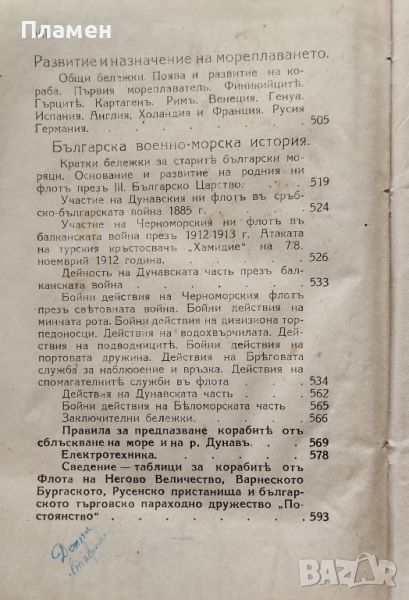 Пламен
Развитие и назначение на мореплаването.
Общи бележки. Поява и развитие на ко-
раба. Първия мореплаватель, Финикийцитѣ.
Гърцитѣ, Картагенъ. Римъ. Венеция. Генуа.
Испания. Англия, Холандия и Франция. Русия
Германия. . . . . . . . . 505
Българска военно-морска история.
Кратки бележки за старитѣ български мо-
ряци. Основание и развитие на родния ни
флотъ презъ III. Българско Царство. . . . 519
Участие на Дунавския ни флотъ въ сръб-
ско-българската война 1885 г. . . . . 524
Участие на Черноморския ни флотъ въ
балканската война презъ 1912/1913 г. Атаката
на турския кръстосвачъ „Хамидие“ на 7/8.
ноемврий 1912 година. . . . . . 526
Дейность на Дунавската часть презъ бал-
канската война . . . . . . . 533
Бойни действия на Черноморския флотъ
презъ световната война. Бойни действия на
минната рота. Бойни действия на дивизиона тор-
педоносци. Действия на водохвърчилата. Дей-
ствия на подводницитѣ. Бойни действия на
портовата дружина. Действия на Брѣговата
служба за наблюоение и връзка. Действия на
спомагателнитѣ служби въ флота . . . 534
Действия на Дунавската часть . . . 562
Бойни действия на Бѣломорската часть 565
Заключителни бележки. . . . . 566
Правила за предпазване корабитѣ отъ
сблъскване на море и на р. Дунавъ. . . 569
Електротехника. . . . . . . 578
Сведение — таблици за корабитѣ отъ
Флота на Негово Величество, Варненското
Бургаското, Русенско пристанища и българ-
ското търговско параходно дружество „По-
стоянство“ . . . . . . . . 593
BAZAR
.bg